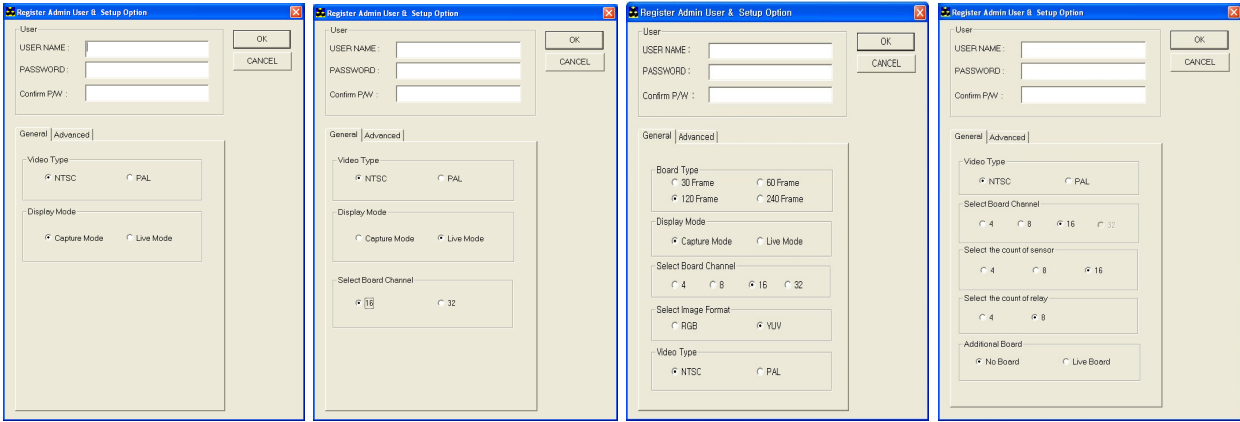 Register Admin User & Setup Option
User
USER NAME :
OK
PASSWORD :
CANCEL
Confirm P/W :
General
Advanced
Video Type
NTSC
PAL
Display Mode
Capture Mode
Live Mode
Register Admin User & Setup Option
User
USER NAME :
OK
PASSWORD :
CANCEL
Confirm P/W :
General
Advanced
Video Type
NTSC
PAL
Display Mode
Capture Mode
Live Mode
Select Board Channel
16
32
Register Admin User & Setup Option
User
USER NAME :
OK
PASSWORD :
CANCEL
Confirm P/W :
General
Advanced
Board Type
30 Frame
60 Frame
120 Frame
240 Frame
Display Mode
Capture Mode
Live Mode
Select Board Channel
4
8
16
32
Select Image Format
RGB
YUV
Video Type
NTSC
PAL
Register Admin User & Setup Option
User
USER NAME :
OK
PASSWORD :
CANCEL
Confirm P/W :
General
Advanced
Video Type
NTSC
PAL
Select Board Channel
4
8
16
32
Select the count of sensor
4
8
16
Select the count of relay
4
8
Additional Board
No Board
Live Board